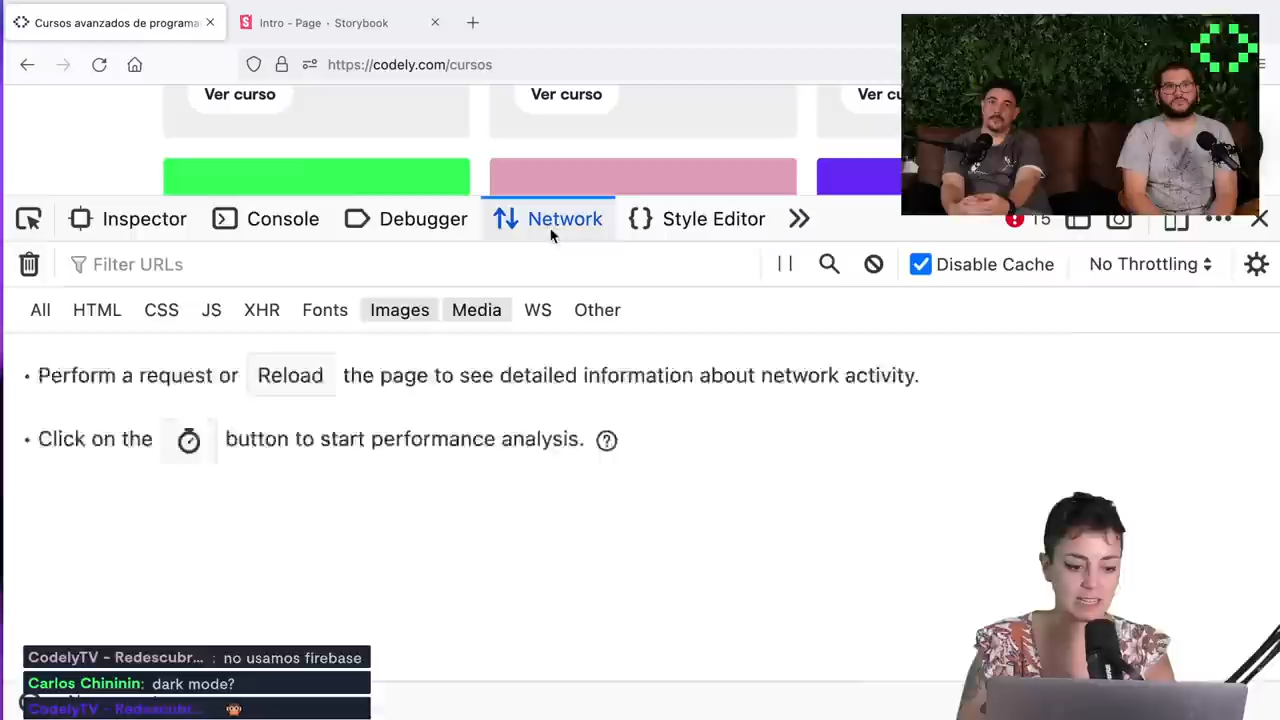 Cursos avanzados de programa
Intro - Page · Storybook
https://codely.com/cursos
Ver curso
Ver curso
Ver cu
Inspector
Console
Debugger
Network
Style Editor
15
Filter URLs
Disable Cache
No Throttling
All HTML CSS JS XHR Fonts Images Media WS Other
• Perform a request or Reload the page to see detailed information about network activity.
• Click on the button to start performance analysis.
CodelyTV - Redescubr... : no usamos firebase
Carlos Chininin: dark mode?
CodelyTV - Redescubr...